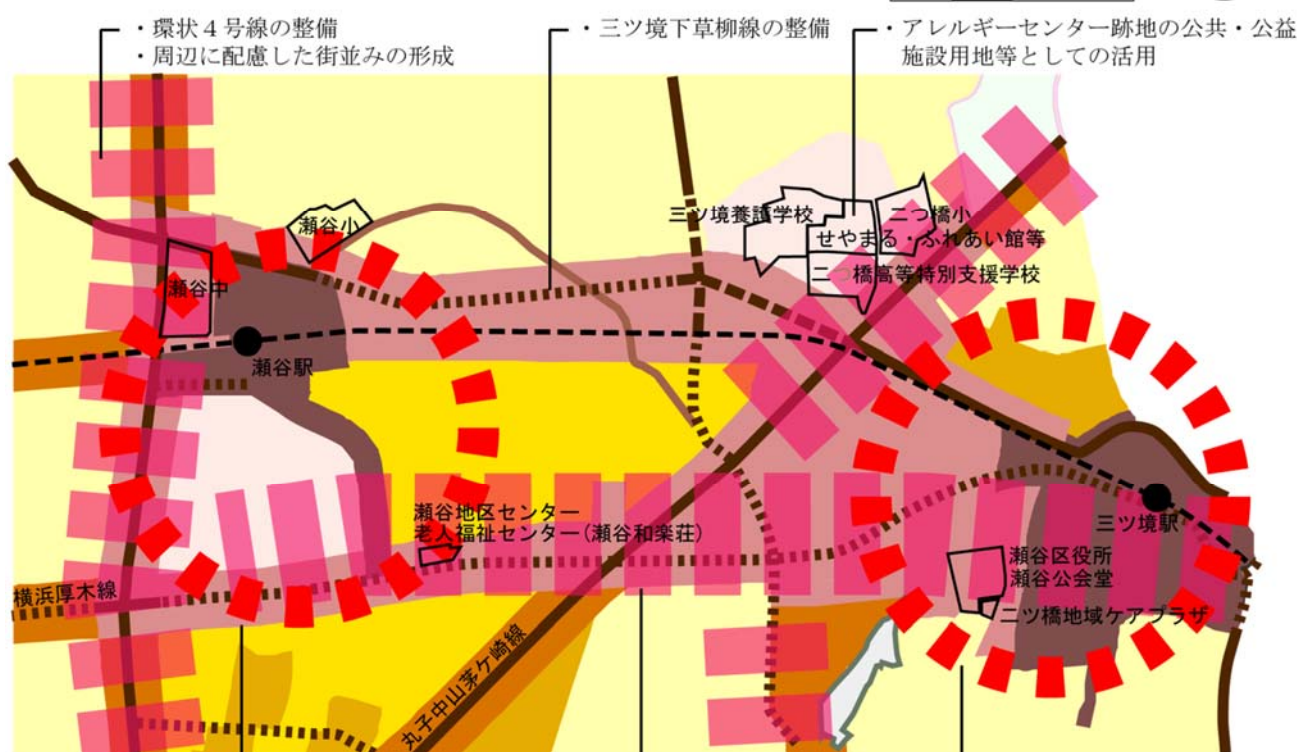 ・環状４号線の整備
・周辺に配慮した街並みの形成
・三ツ境下草柳線の整備
・アレルギーセンター跡地の公共・公益
施設用地等としての活用
瀬谷小
三ツ境養護学校
二つ橋小
せやまる・ふれあい館等
二つ橋高等特別支援学校
瀬谷中
瀬谷駅
瀬谷地区センター
老人福祉センター(瀬谷和楽荘)
三ツ境駅
瀬谷区役所
瀬谷公会堂
二ツ橋地域ケアプラザ
横浜厚木線
丸子中山茅ケ崎線